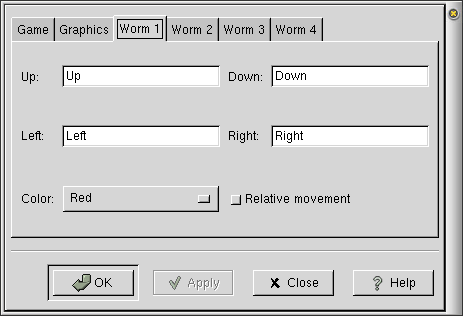 Game Graphics Worm 1 Worm 2 Worm 3 Worm 4
Up: Up Down: Down
Left: Left Right: Right
Color: Red Relative movement
OK Apply Close Help